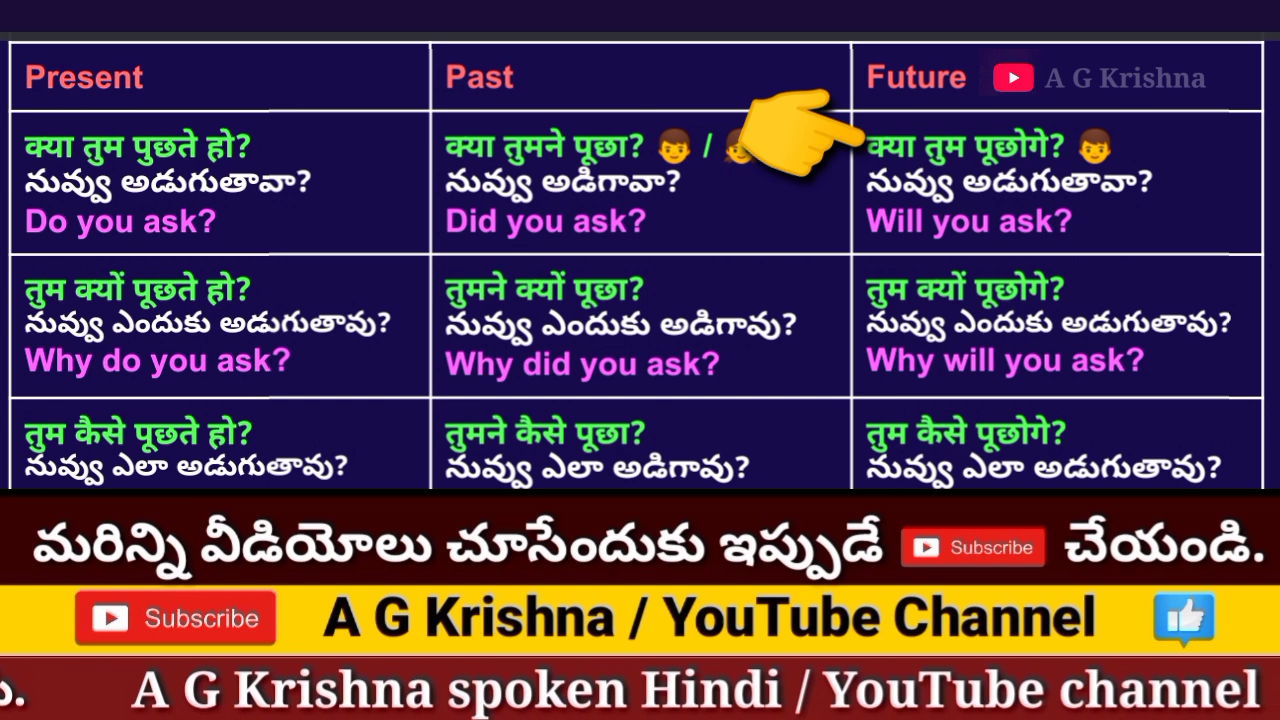 Present
Past
Future
A G Krishna
क्या तुम पुछते हो?
నువ్వు అడుగుతావా?
Do you ask?
क्या तुमने पूछा? /
నువ్వు అడిగావా?
Did you ask?
क्या तुम पूछोगे?
నువ్వు అడుగుతావా?
Will you ask?
तुम क्यों पूछते हो?
నువ్వు ఎందుకు అడుగుతావు?
Why do you ask?
तुमने क्यों पूछा?
నువ్వు ఎందుకు అడిగావు?
Why did you ask?
तुम क्यों पूछोगे?
నువ్వు ఎందుకు అడుగుతావు?
Why will you ask?
तुम कैसे पूछते हो?
నువ్వు ఎలా అడుగుతావు?
तुमने कैसे पूछा?
నువ్వు ఎలా అడిగావు?
तुम कैसे पूछोगे?
నువ్వు ఎలా అడుగుతావు?
మరిన్ని వీడియోలు చూసేందుకు ఇప్పుడే Subscribe చేయండి.
Subscribe A G Krishna / YouTube Channel
A G Krishna spoken Hindi / YouTube channel